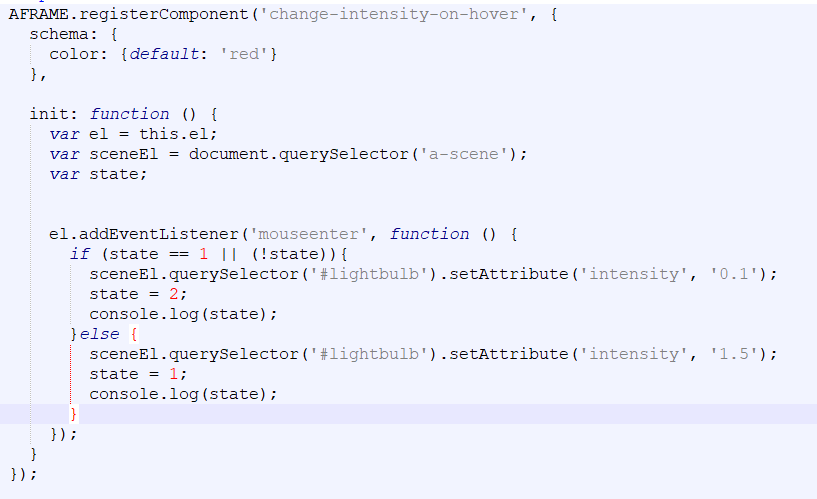 AFRAME.registerComponent('change-intensity-on-hover', {
  schema: {
    color: {default: 'red'}
  },

  init: function () {
    var el = this.el;
    var sceneEl = document.querySelector('a-scene');
    var state;


    el.addEventListener('mouseenter', function () {
      if (state == 1 || (!state)){
        sceneEl.querySelector('#lightbulb').setAttribute('intensity', '0.1');
        state = 2;
        console.log(state);
      }else {
        sceneEl.querySelector('#lightbulb').setAttribute('intensity', '1.5');
        state = 1;
        console.log(state);
      }
    });
  }
});